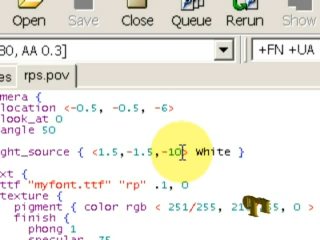 Open Save Close Queue Rerun Show
80, AA 0.3] +FN +UA
es rps.pov
mera {
location <-0.5, -0.5, -6>
look_at 0
angle 50
ght_source { <1.5,-1.5,-10> White }
xt {
ttf "myfont.ttf" "rp" .1, 0
texture {
pigment { color rgb < 251/255, 255, 0 >
finish {
phong 1
specular .75